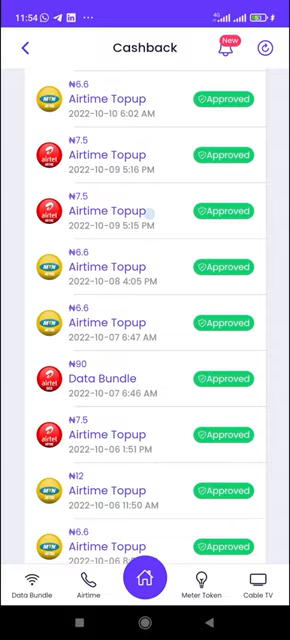 11:54
Cashback
New
₦6.6
Airtime Topup
2022-10-10 6:02 AM
Approved
₦7.5
Airtime Topup
2022-10-09 5:16 PM
Approved
₦7.5
Airtime Topup
2022-10-09 5:15 PM
Approved
₦6.6
Airtime Topup
2022-10-08 4:05 PM
Approved
₦6.6
Airtime Topup
2022-10-07 6:47 AM
Approved
₦90
Data Bundle
2022-10-07 6:46 AM
Approved
₦7.5
Airtime Topup
2022-10-06 1:51 PM
Approved
₦12
Airtime Topup
2022-10-06 11:50 AM
Approved
₦6.6
Airtime Topup
2022-10-06
Approved
Data Bundle
Airtime
Meter Token
Cable TV